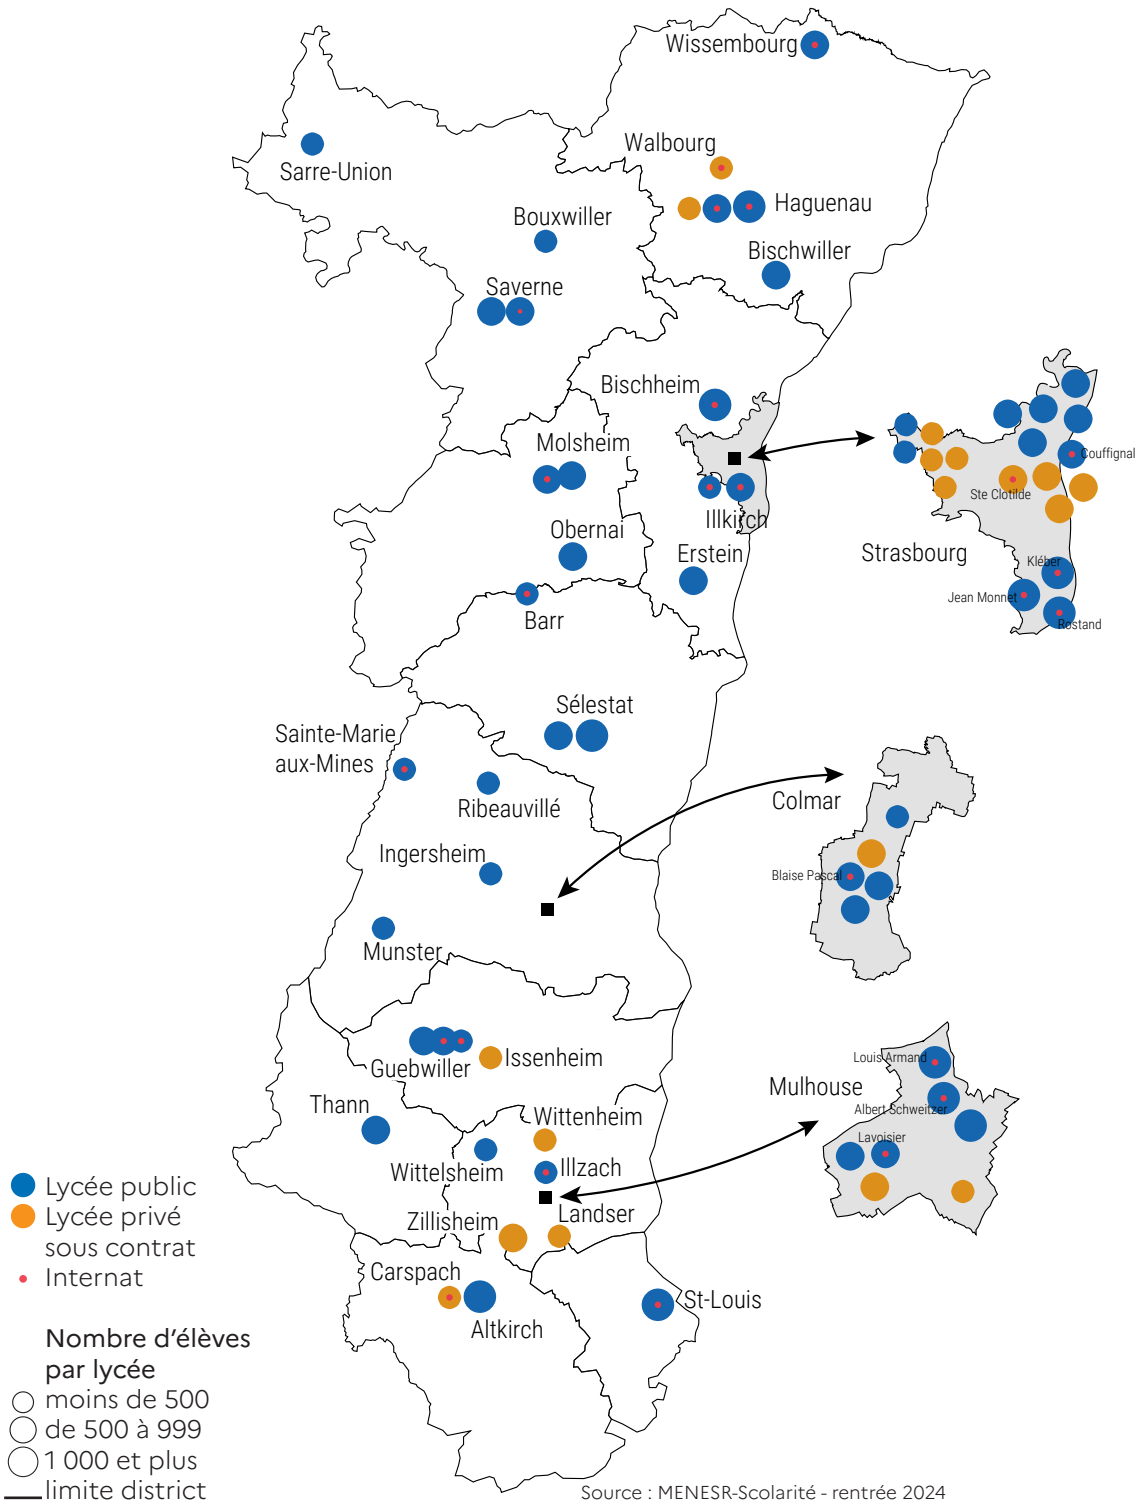 Wissembourg
Walbourg
Sarre-Union
Haguenau
Bouxwiller
Bischwiller
Saverne
Bischheim
Molsheim
Couffignal
Ste Clotilde
Illkirch
Obernai
Erstein
Strasbourg
Kléber
Jean Monnet
Barr
Rostand
Sélestat
Sainte-Marie
aux-Mines
Ribeauvillé
Colmar
Ingersheim
Blaise Pascal
Munster
Guebwiller
Issenheim
Louis Armand
Mulhouse
Albert Schweitzer
Thann
Wittenheim
Lavoisier
Wittelsheim
Illzach
Zillisheim
Landser
Carspach
Altkirch
St-Louis
Lycée public
Lycée privé
sous contrat
Internat
Nombre d'élèves
par lycée
moins de 500
de 500 à 999
1 000 et plus
limite district
Source : MENESR-Scolarité - rentrée 2024